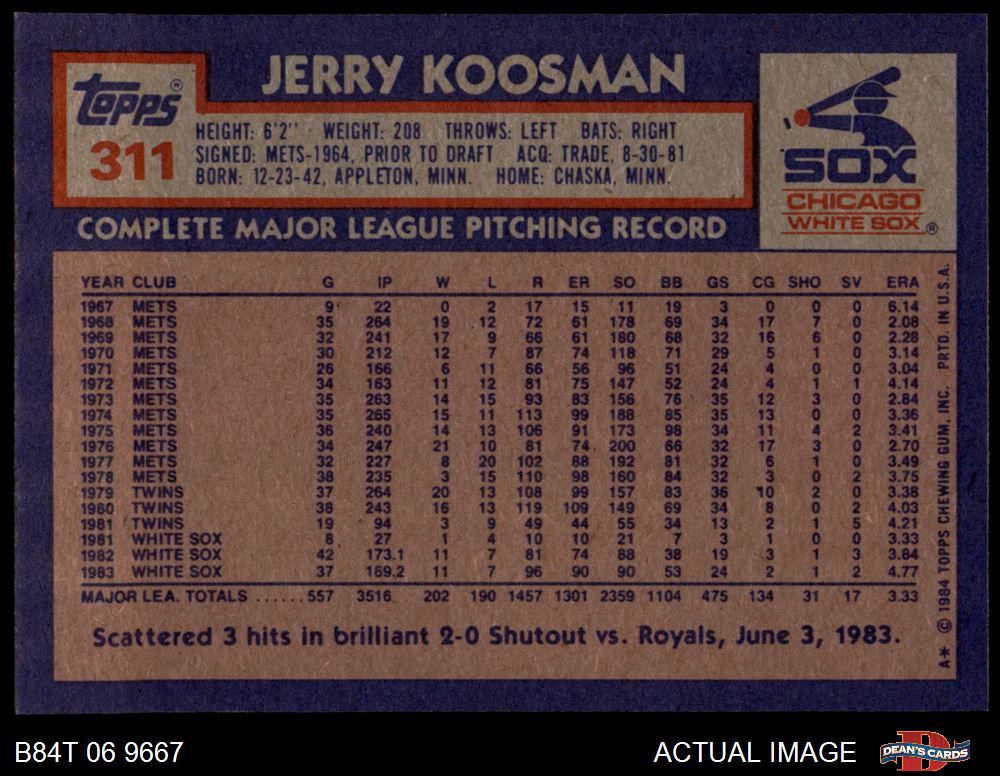 JERRY KOOSMAN
Topps®
311
HEIGHT: 6'2" WEIGHT: 208 THROWS: LEFT BATS: RIGHT
SIGNED: METS-1964, PRIOR TO DRAFT ACQ: TRADE, 8-30-81
BORN: 12-23-42, APPLETON, MINN. HOME: CHASKA, MINN.
SOX
CHICAGO
WHITE SOX®
COMPLETE MAJOR LEAGUE PITCHING RECORD
YEAR CLUB G IP W L R ER SO BB GS CG SHO SV ERA
1967 METS 9 22 0 2 17 15 11 19 3 0 0 0 6.14
1968 METS 35 264 19 12 72 61 178 69 34 17 7 0 2.08
1969 METS 32 241 17 9 66 61 180 68 32 16 6 0 2.28
1970 METS 30 212 12 7 87 74 118 71 29 5 1 0 3.14
1971 METS 26 166 6 11 66 56 96 51 24 4 0 0 3.04
1972 METS 34 163 11 12 81 75 147 52 24 4 1 1 4.14
1973 METS 35 263 14 15 93 83 156 76 35 12 3 0 2.84
1974 METS 35 265 15 11 113 99 188 85 35 13 0 0 3.36
1975 METS 36 240 14 13 106 91 173 98 34 11 4 2 3.41
1976 METS 34 247 21 10 81 74 200 66 32 17 3 0 2.70
1977 METS 32 227 8 20 102 88 192 81 32 6 1 0 3.49
1978 METS 38 235 3 15 110 98 160 84 32 3 0 2 3.75
1979 TWINS 37 264 20 13 108 99 157 83 36 10 2 0 3.38
1980 TWINS 38 243 16 13 119 109 149 69 34 8 0 2 4.03
1981 TWINS 19 94 3 9 49 44 55 34 13 2 1 5 4.21
1981 WHITE SOX 8 27 1 4 10 10 21 7 3 1 0 0 3.33
1982 WHITE SOX 42 173.1 11 7 81 74 88 38 19 3 1 3 3.84
1983 WHITE SOX 37 169.2 11 7 96 90 90 53 24 2 1 2 4.77
MAJOR LEA. TOTALS ......557 3516 202 190 1457 1301 2359 1104 475 134 31 17 3.33
Scattered 3 hits in brilliant 2-0 Shutout vs. Royals, June 3, 1983.
A* © 1984 TOPPS CHEWING GUM, INC. PRTD. IN U.S.A.
B84T 06 9667
ACTUAL IMAGE
DEAN'S CARDS